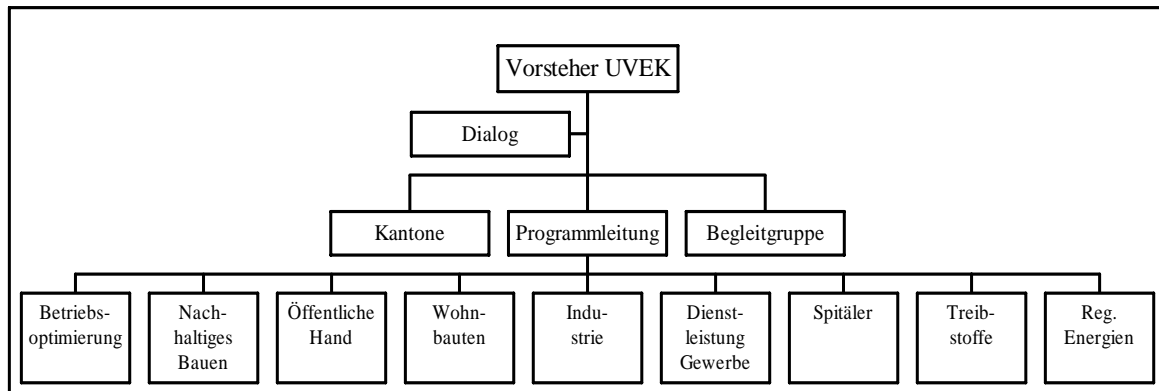 Vorsteher UVEK
Dialog
Kantone
Programmleitung
Begleitgruppe
Betriebs-
optimierung
Nach-
haltiges
Bauen
Öffentliche
Hand
Wohn-
bauten
Indu-
strie
Dienst-
leistung
Gewerbe
Spitäler
Treib-
stoffe
Reg.
Energien